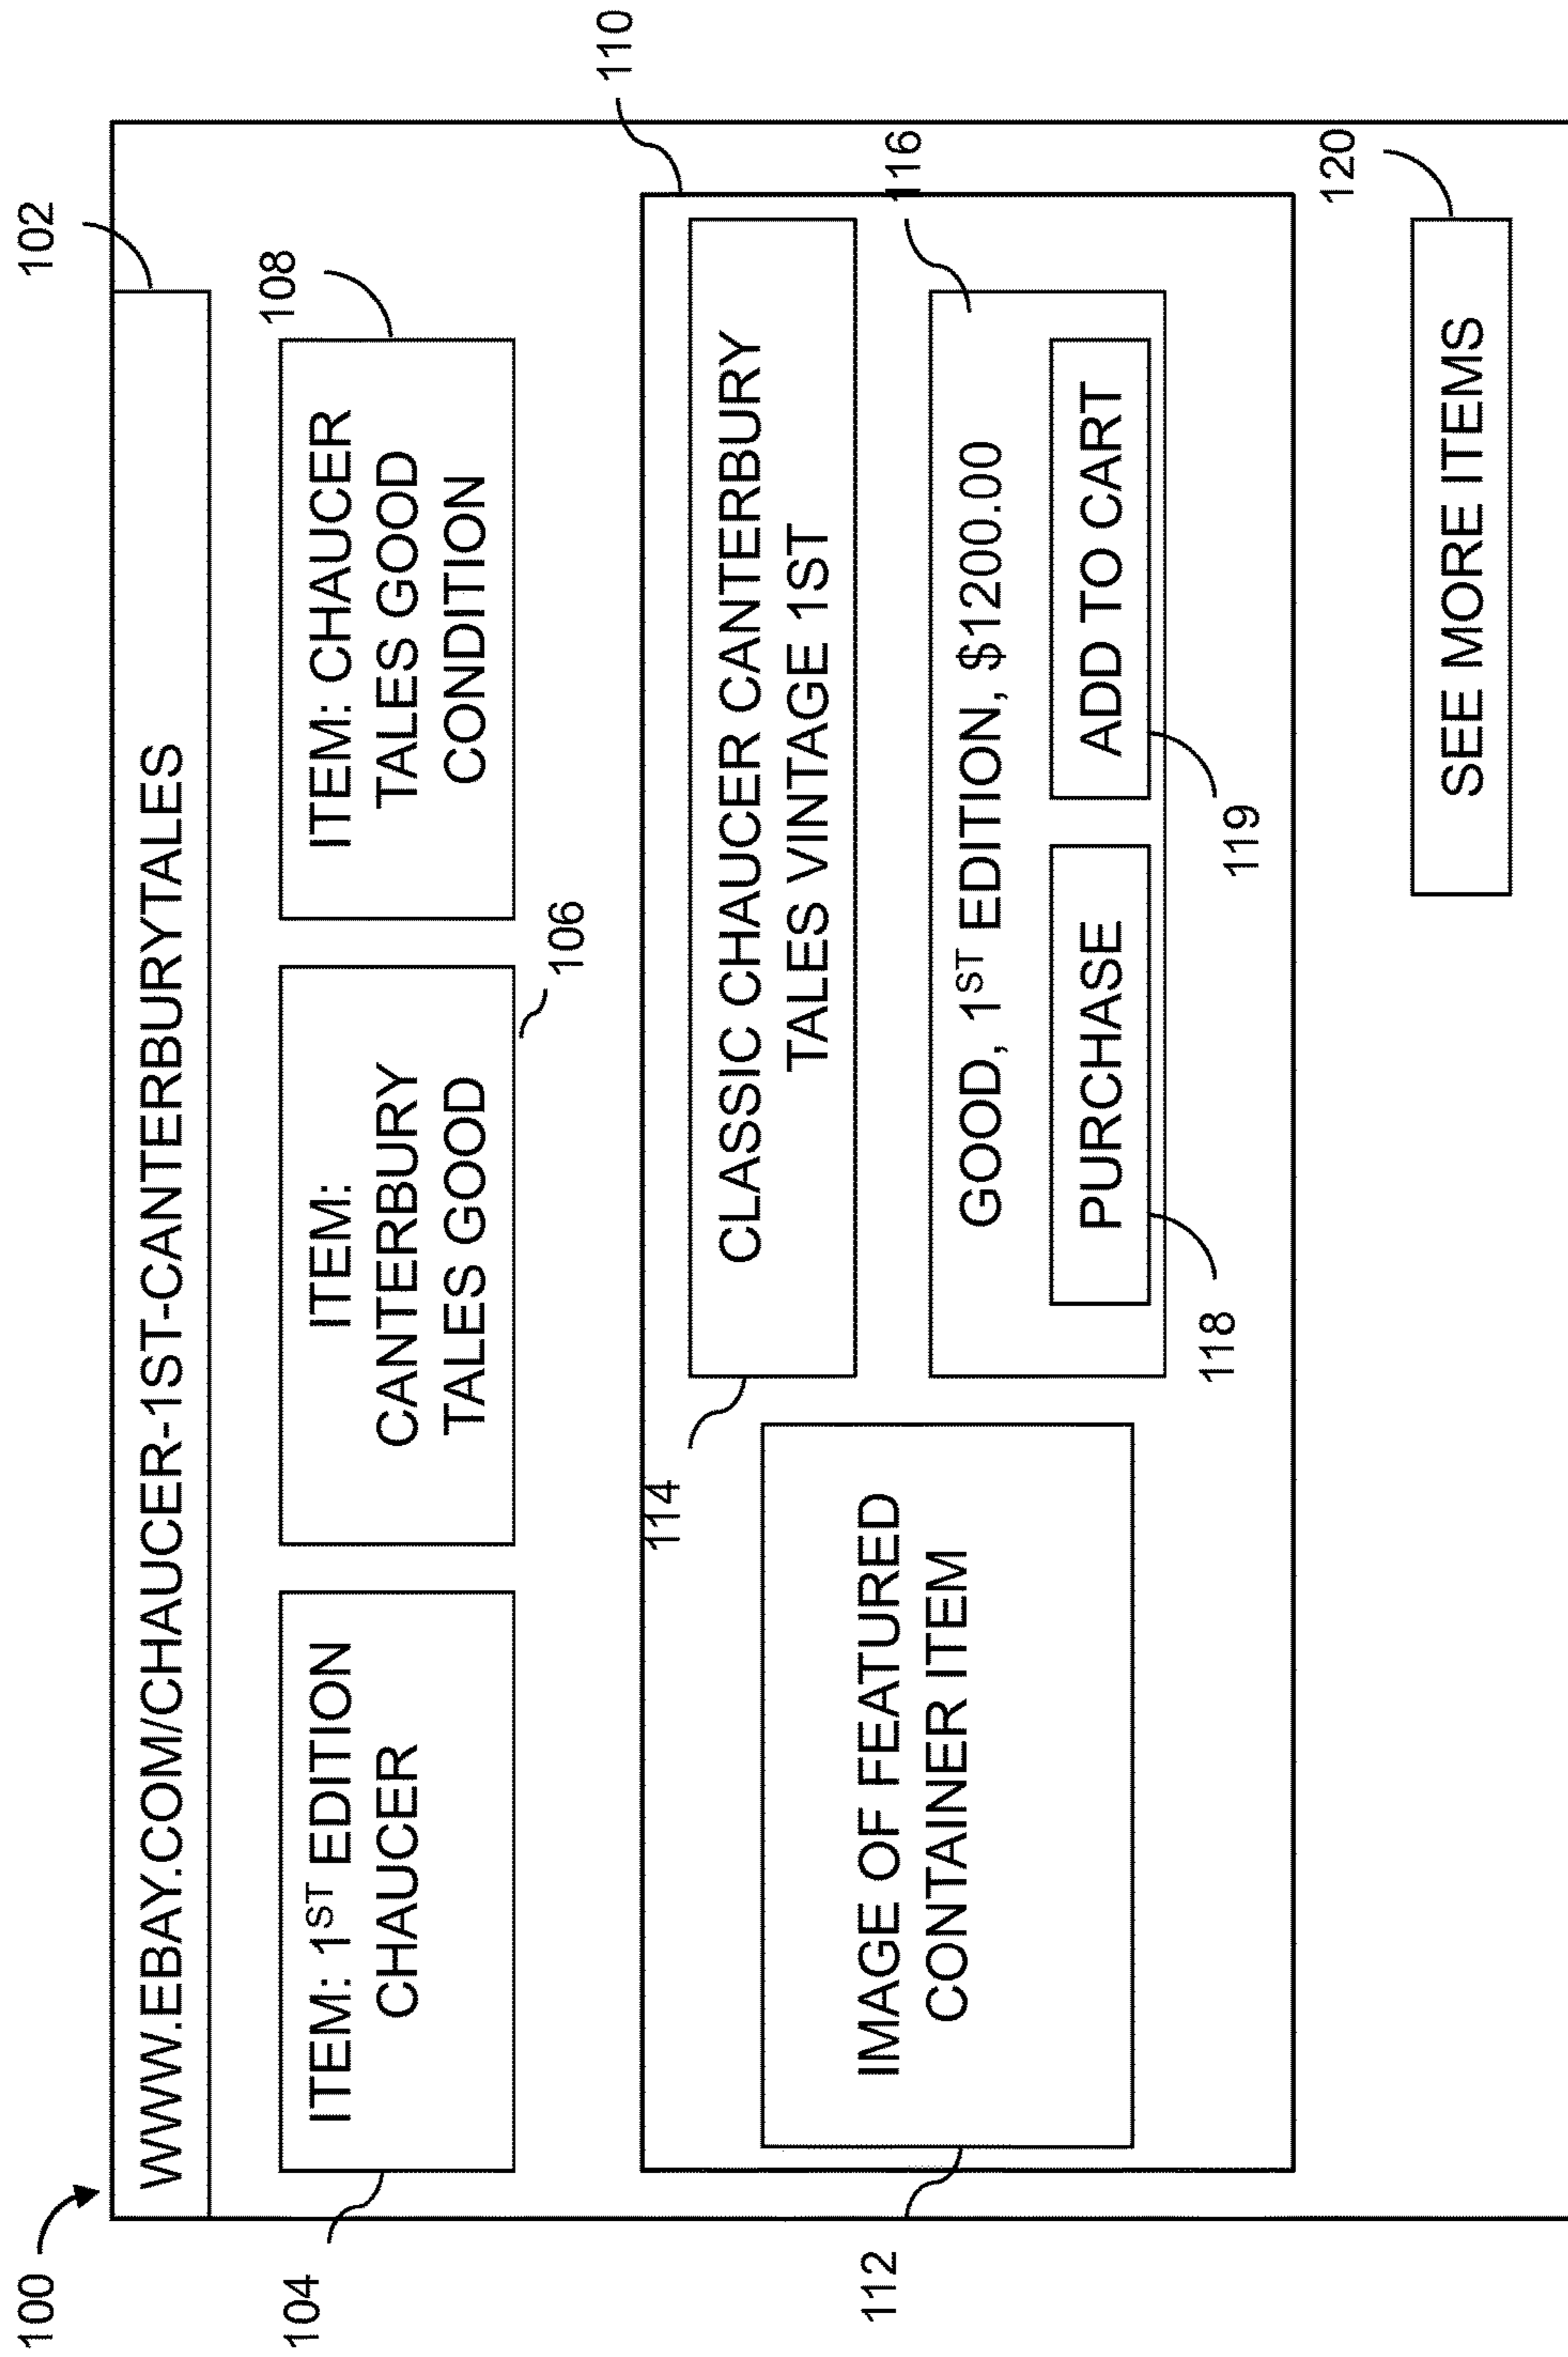 100
102
WWW.EBAY.COM/CHAUCER-1ST-CANTERBURYTALES
104
ITEM: 1ST EDITION
CHAUCER
ITEM:
CANTERBURY
TALES GOOD
106
108
ITEM: CHAUCER
TALES GOOD
CONDITION
110
112
IMAGE OF FEATURED
CONTAINER ITEM
114
CLASSIC CHAUCER CANTERBURY
TALES VINTAGE 1ST
116
GOOD, 1ST EDITION, $1200.00
PURCHASE
ADD TO CART
118
119
120
SEE MORE ITEMS